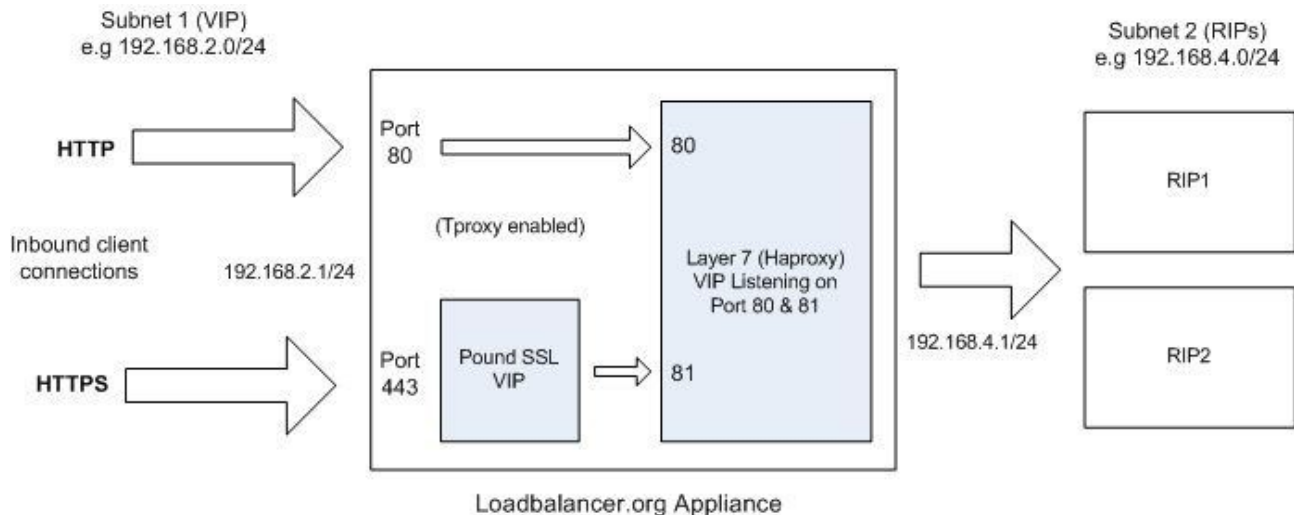 Subnet 1 (VIP)
e.g 192.168.2.0/24
Subnet 2 (RIPs)
e.g 192.168.4.0/24
HTTP
Port
80
80
RIP1
(Tproxy enabled)
Inbound client
connections
192.168.2.1/24
Layer 7 (Haproxy)
VIP Listening on
Port 80 & 81
192.168.4.1/24
HTTPS
Port
443
Pound SSL
VIP
81
RIP2
Loadbalancer.org Appliance